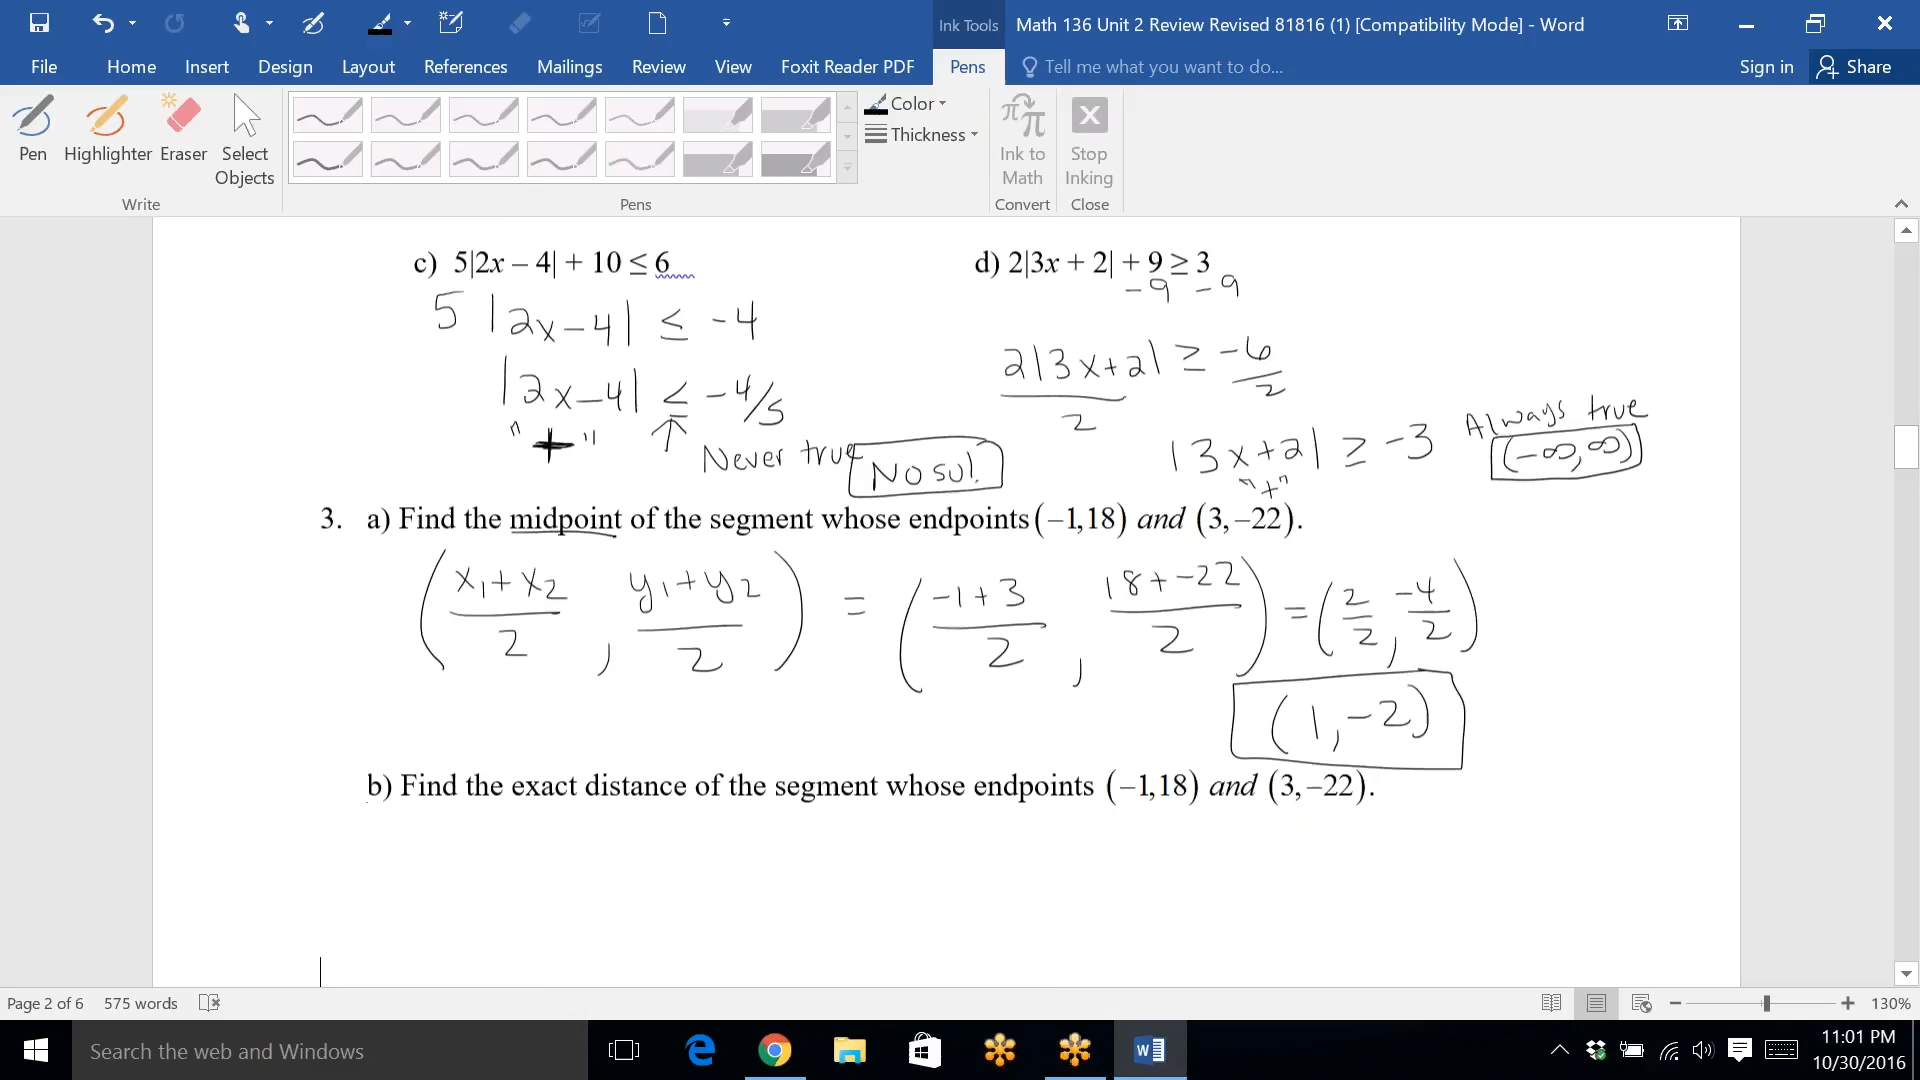 Ink Tools Math 136 Unit 2 Review Revised 81816 (1) [Compatibility Mode] - Word
File Home Insert Design Layout References Mailings Review View Foxit Reader PDF Pens Tell me what you want to do... Sign in Share
Pen Highlighter Eraser Select Objects
Color
Thickness
Ink to Math Stop Inking
Write Pens Convert Close
c) 5|2x – 4| + 10 ≤ 6 d) 2|3x + 2| + 9 ≥ 3
-9 -9
5 |2x-4| ≤ -4
2|3x+2| ≥ -6
2 2
|2x-4| ≤ -4/5
" + " ↑ Never true No sol.
|3x+2| ≥ -3 Always true
"+" (-∞,∞)
3. a) Find the midpoint of the segment whose endpoints (−1,18) and (3,−22).
(x₁+x₂/2, y₁+y₂/2) = (-1+3/2, 18+-22/2) = (2/2, -4/2)
(1,-2)
b) Find the exact distance of the segment whose endpoints (−1,18) and (3,−22).
Page 2 of 6 575 words 130%
Search the web and Windows
11:01 PM
10/30/2016